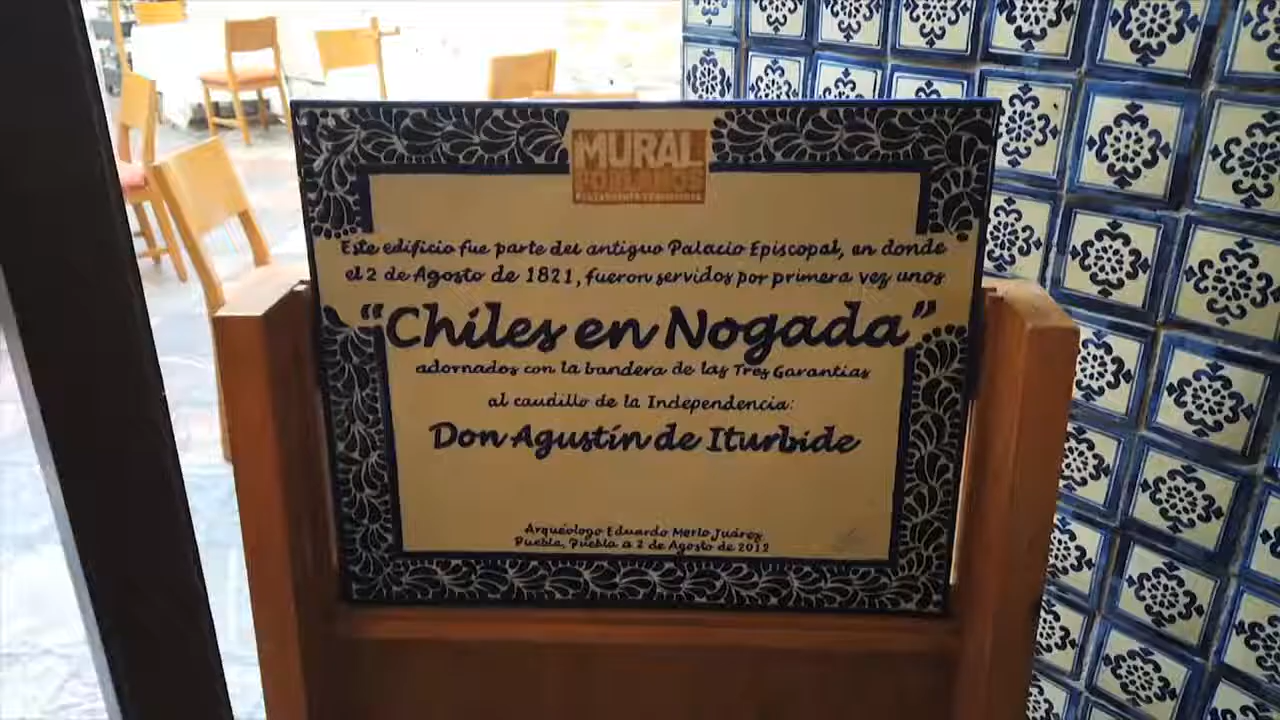 MURAL
POBLANOS
Este edificio fue parte del antiguo Palacio Episcopal, en donde
el 2 de Agosto de 1821, fueron servidos por primera vez unos
"Chiles en Nogada"
adornados con la bandera de las Tres Garantías
al caudillo de la Independencia:
Don Agustín de Iturbide
Arqueólogo Eduardo Merlo Juárez
Puebla, Puebla a 2 de Agosto de 2012